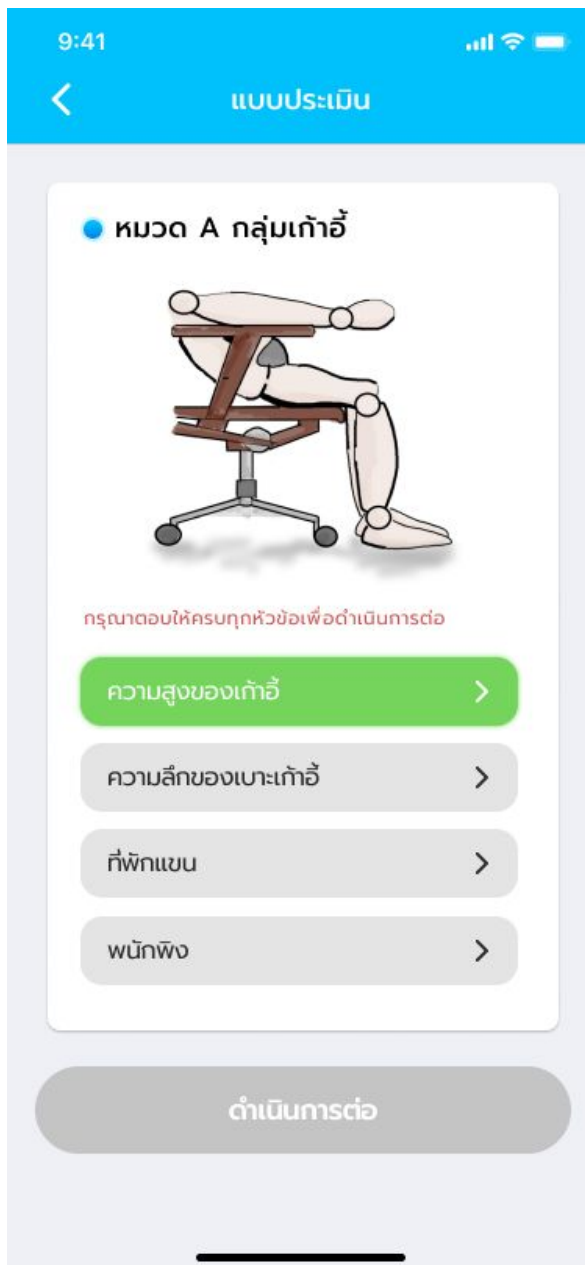 9:41
แบบประเมิน
หมวด A กลุ่มเก้าอี้
กรุณาตอบให้ครบทุกหัวข้อเพื่อดำเนินการต่อ
ความสูงของเก้าอี้
ความลึกของเบาะเก้าอี้
ที่พักแขน
พนักพิง
ดำเนินการต่อ